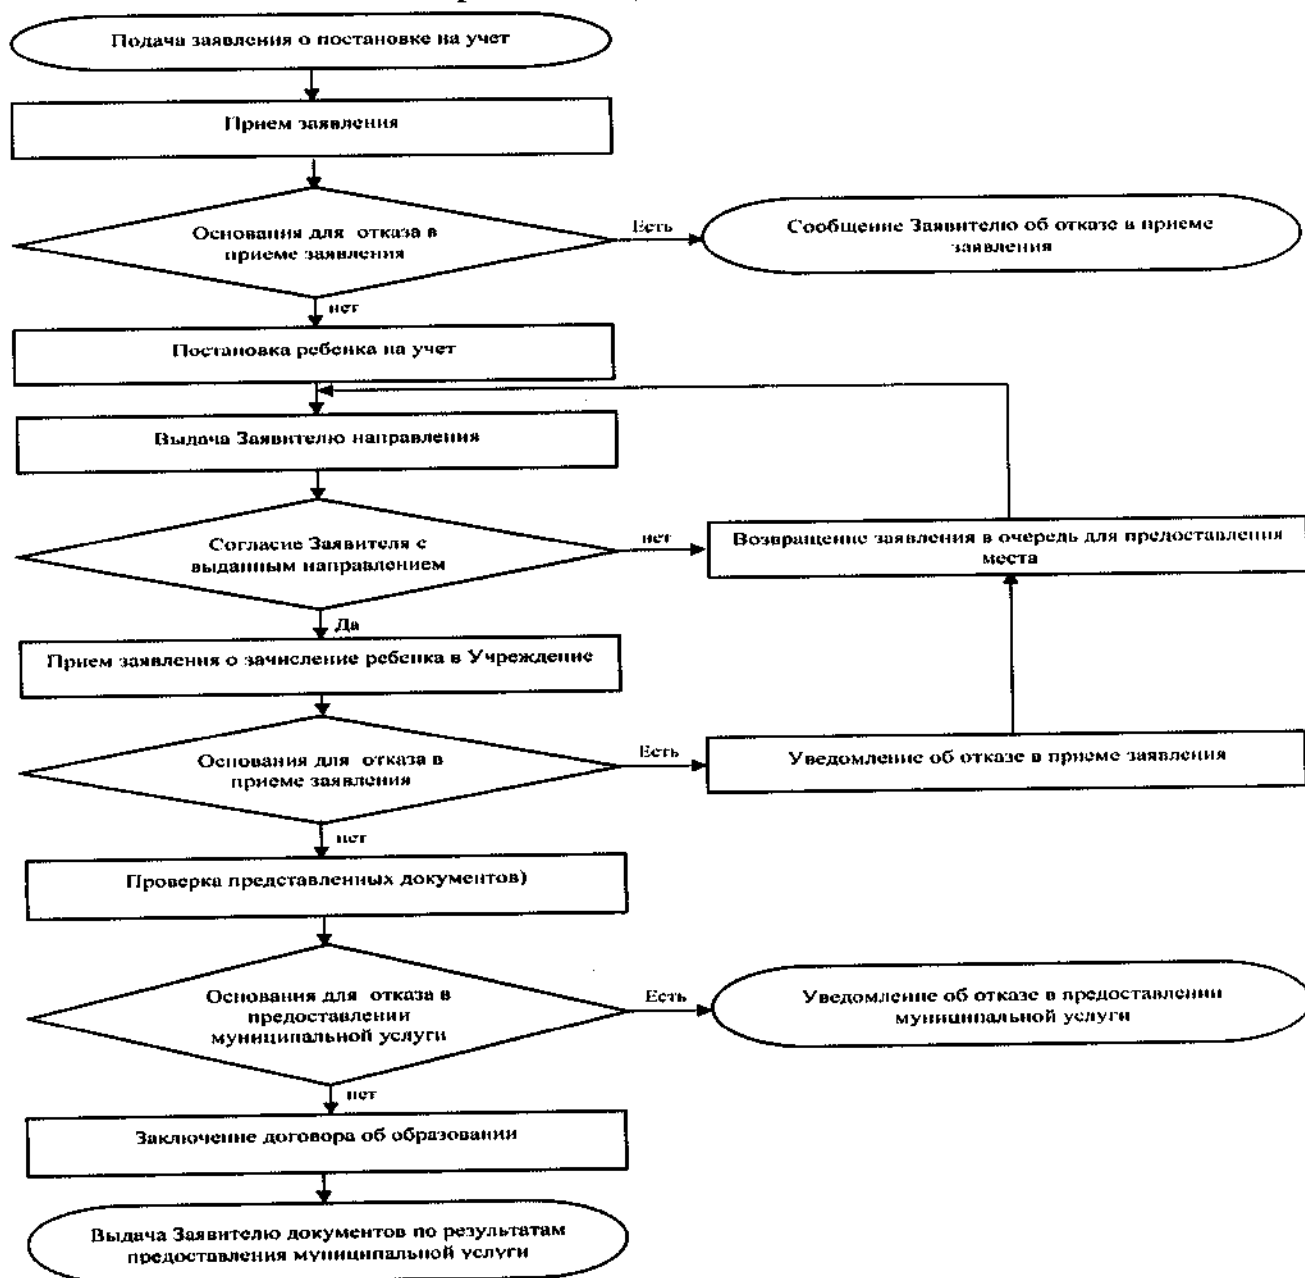 Подача заявления о постановке на учет
Прием заявления
Основания для отказа в
приеме заявления
Есть
Сообщение Заявителю об отказе в приеме
заявления
нет
Постановка ребенка на учет
Выдача Заявителю направления
Согласие Заявителя с
выданным направлением
нет
Возвращение заявления в очередь для предоставления
места
Да
Прием заявления о зачисление ребенка в Учреждение
Основания для отказа в
приеме заявления
Есть
Уведомление об отказе в приеме заявления
нет
Проверка представленных документов)
Основания для отказа в
предоставлении
муниципальной услуги
Есть
Уведомление об отказе в предоставлении
муниципальной услуги
нет
Заключение договора об образовании
Выдача Заявителю документов по результатам
предоставления муниципальной услуги